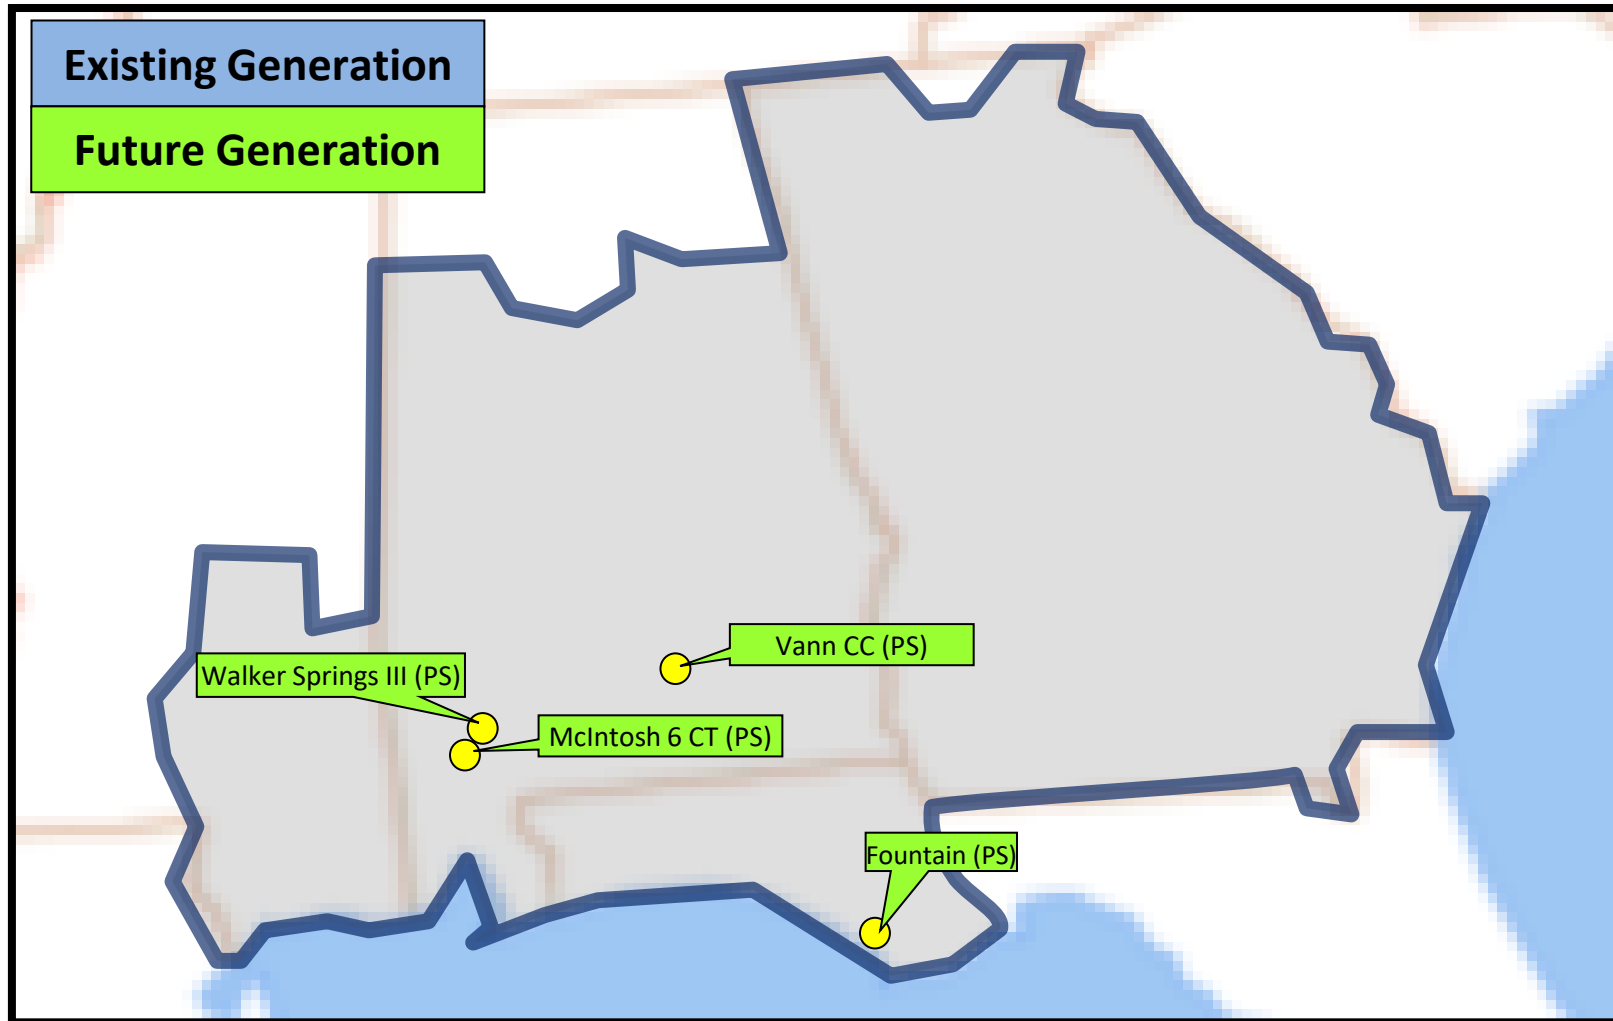 Existing Generation
Future Generation
Vann CC (PS)
Walker Springs III (PS)
McIntosh 6 CT (PS)
Fountain (PS)